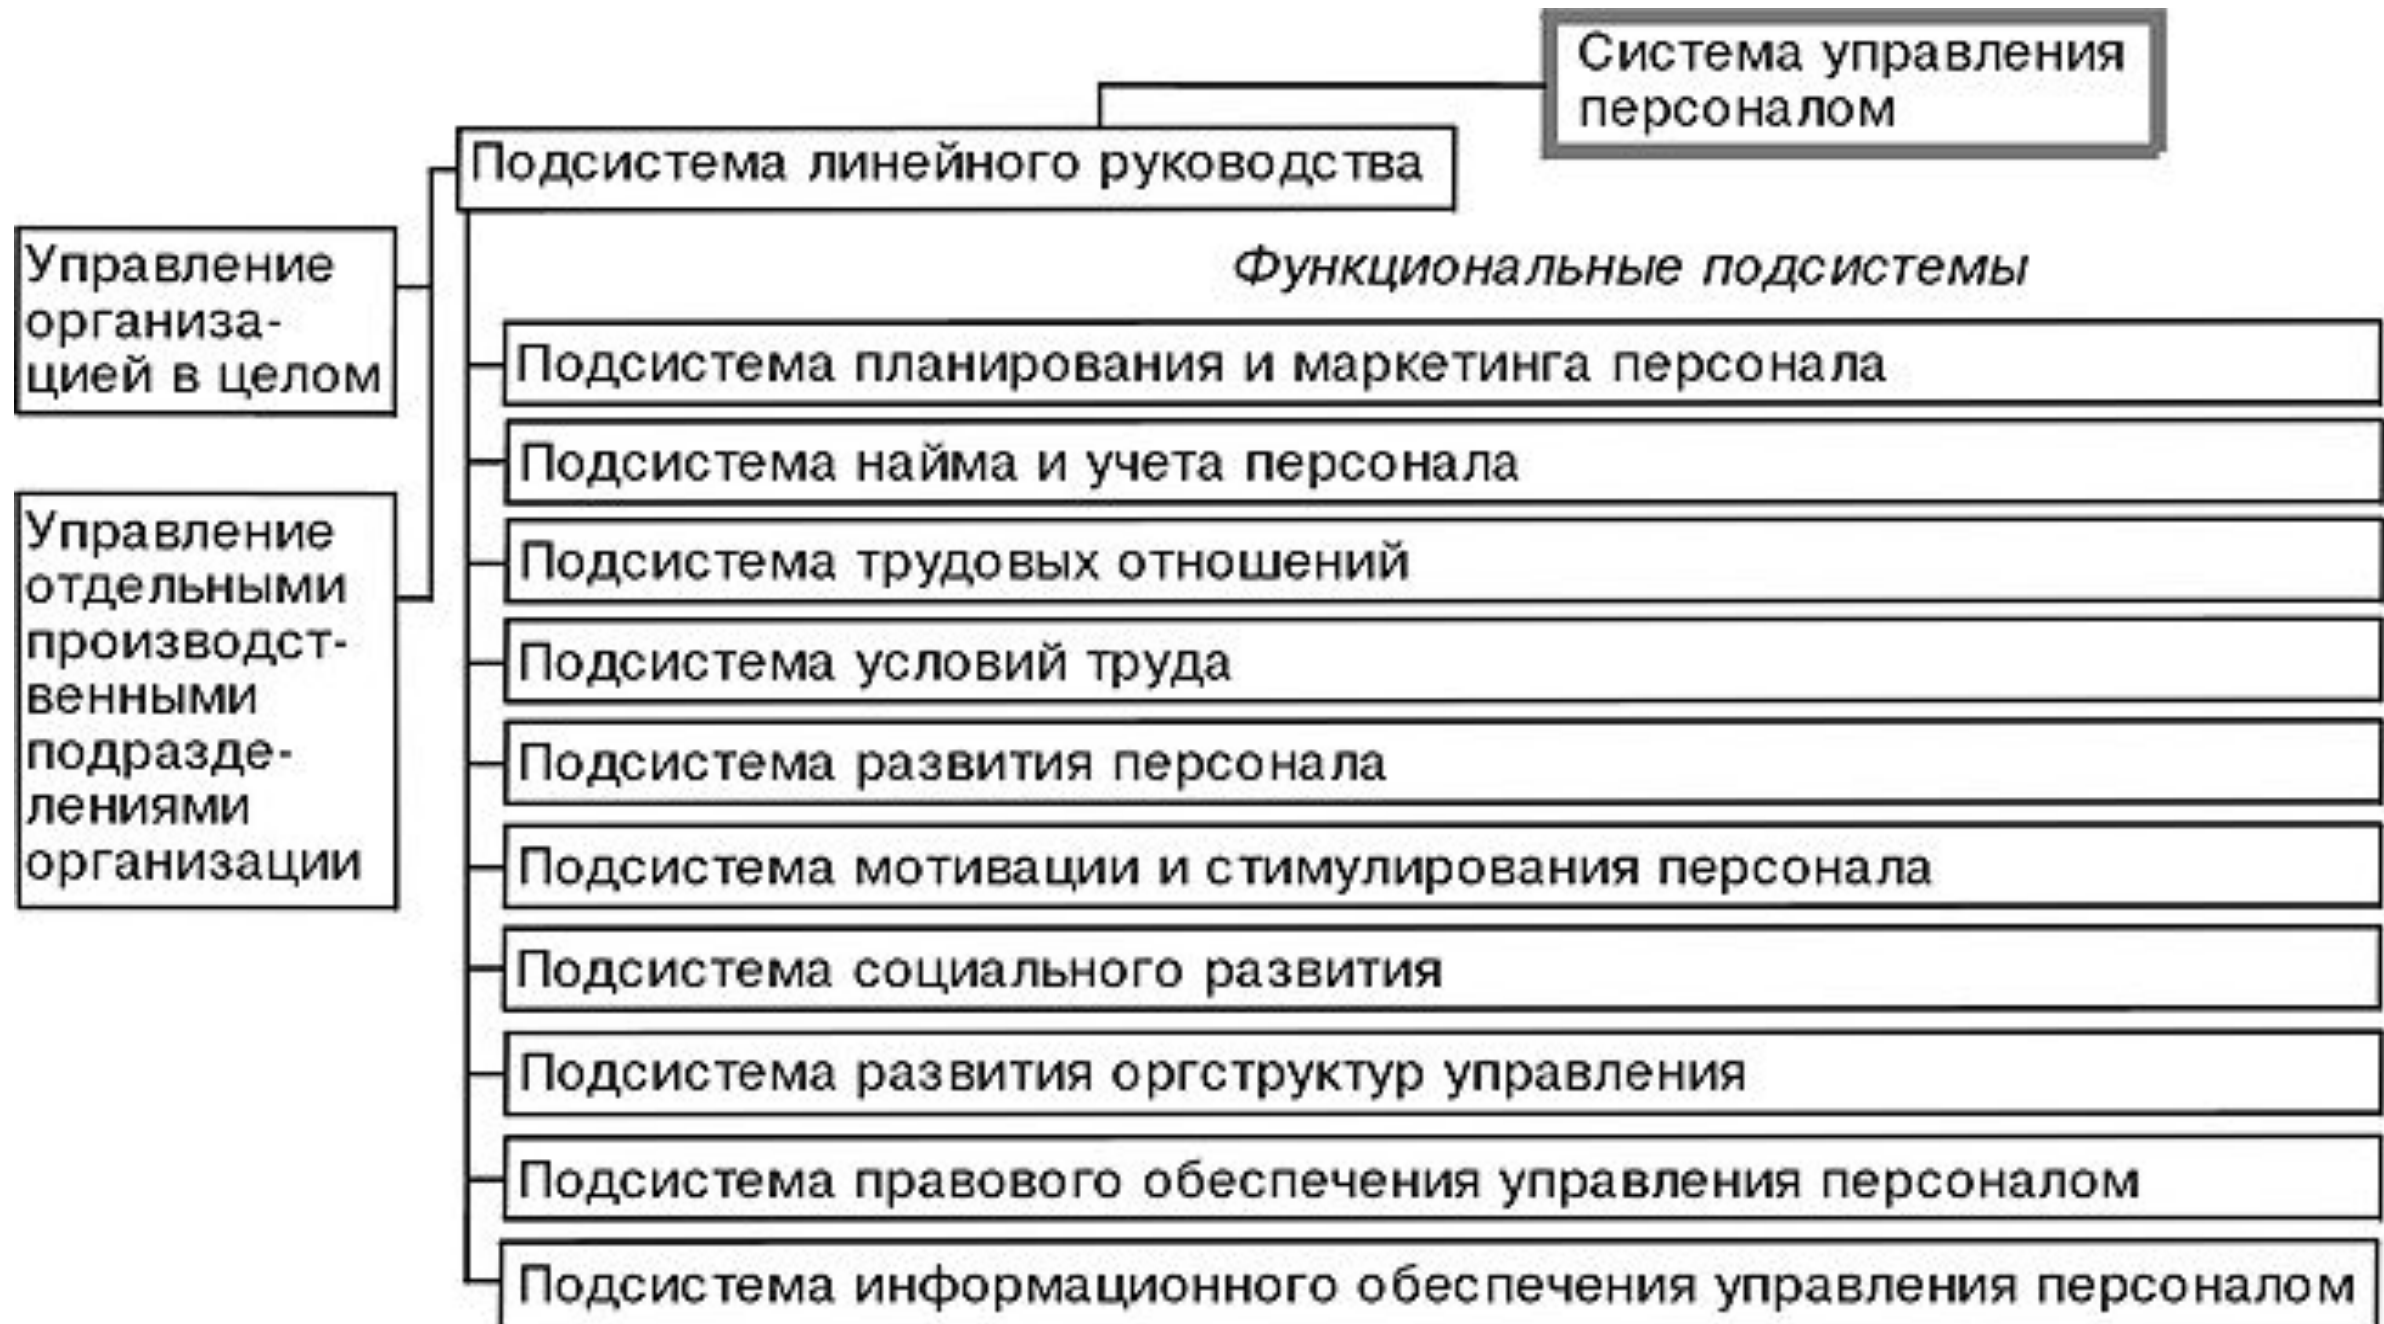 Система управления
персоналом
Подсистема линейного руководства
Управление
организа-
цией в целом
Управление
отдельными
производст-
венными
подразде-
лениями
организации
Функциональные подсистемы
Подсистема планирования и маркетинга персонала
Подсистема найма и учета персонала
Подсистема трудовых отношений
Подсистема условий труда
Подсистема развития персонала
Подсистема мотивации и стимулирования персонала
Подсистема социального развития
Подсистема развития оргструктур управления
Подсистема правового обеспечения управления персоналом
Подсистема информационного обеспечения управления персоналом